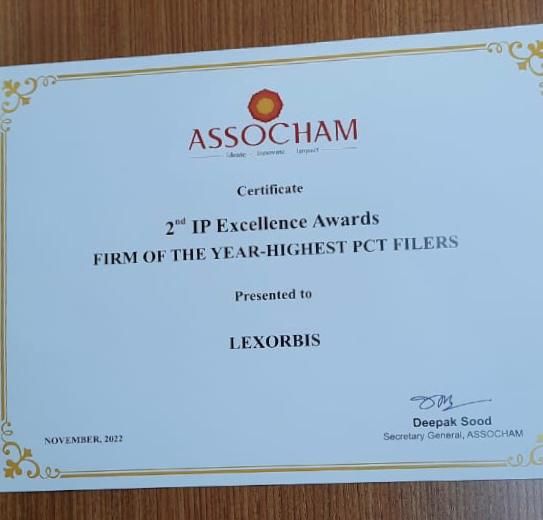 ASSOCHAM
Ideate Innovate Impact
Certificate
2nd IP Excellence Awards
FIRM OF THE YEAR-HIGHEST PCT FILERS
Presented to
LEXORBIS
Deepak Sood
Secretary General, ASSOCHAM
NOVEMBER, 2022